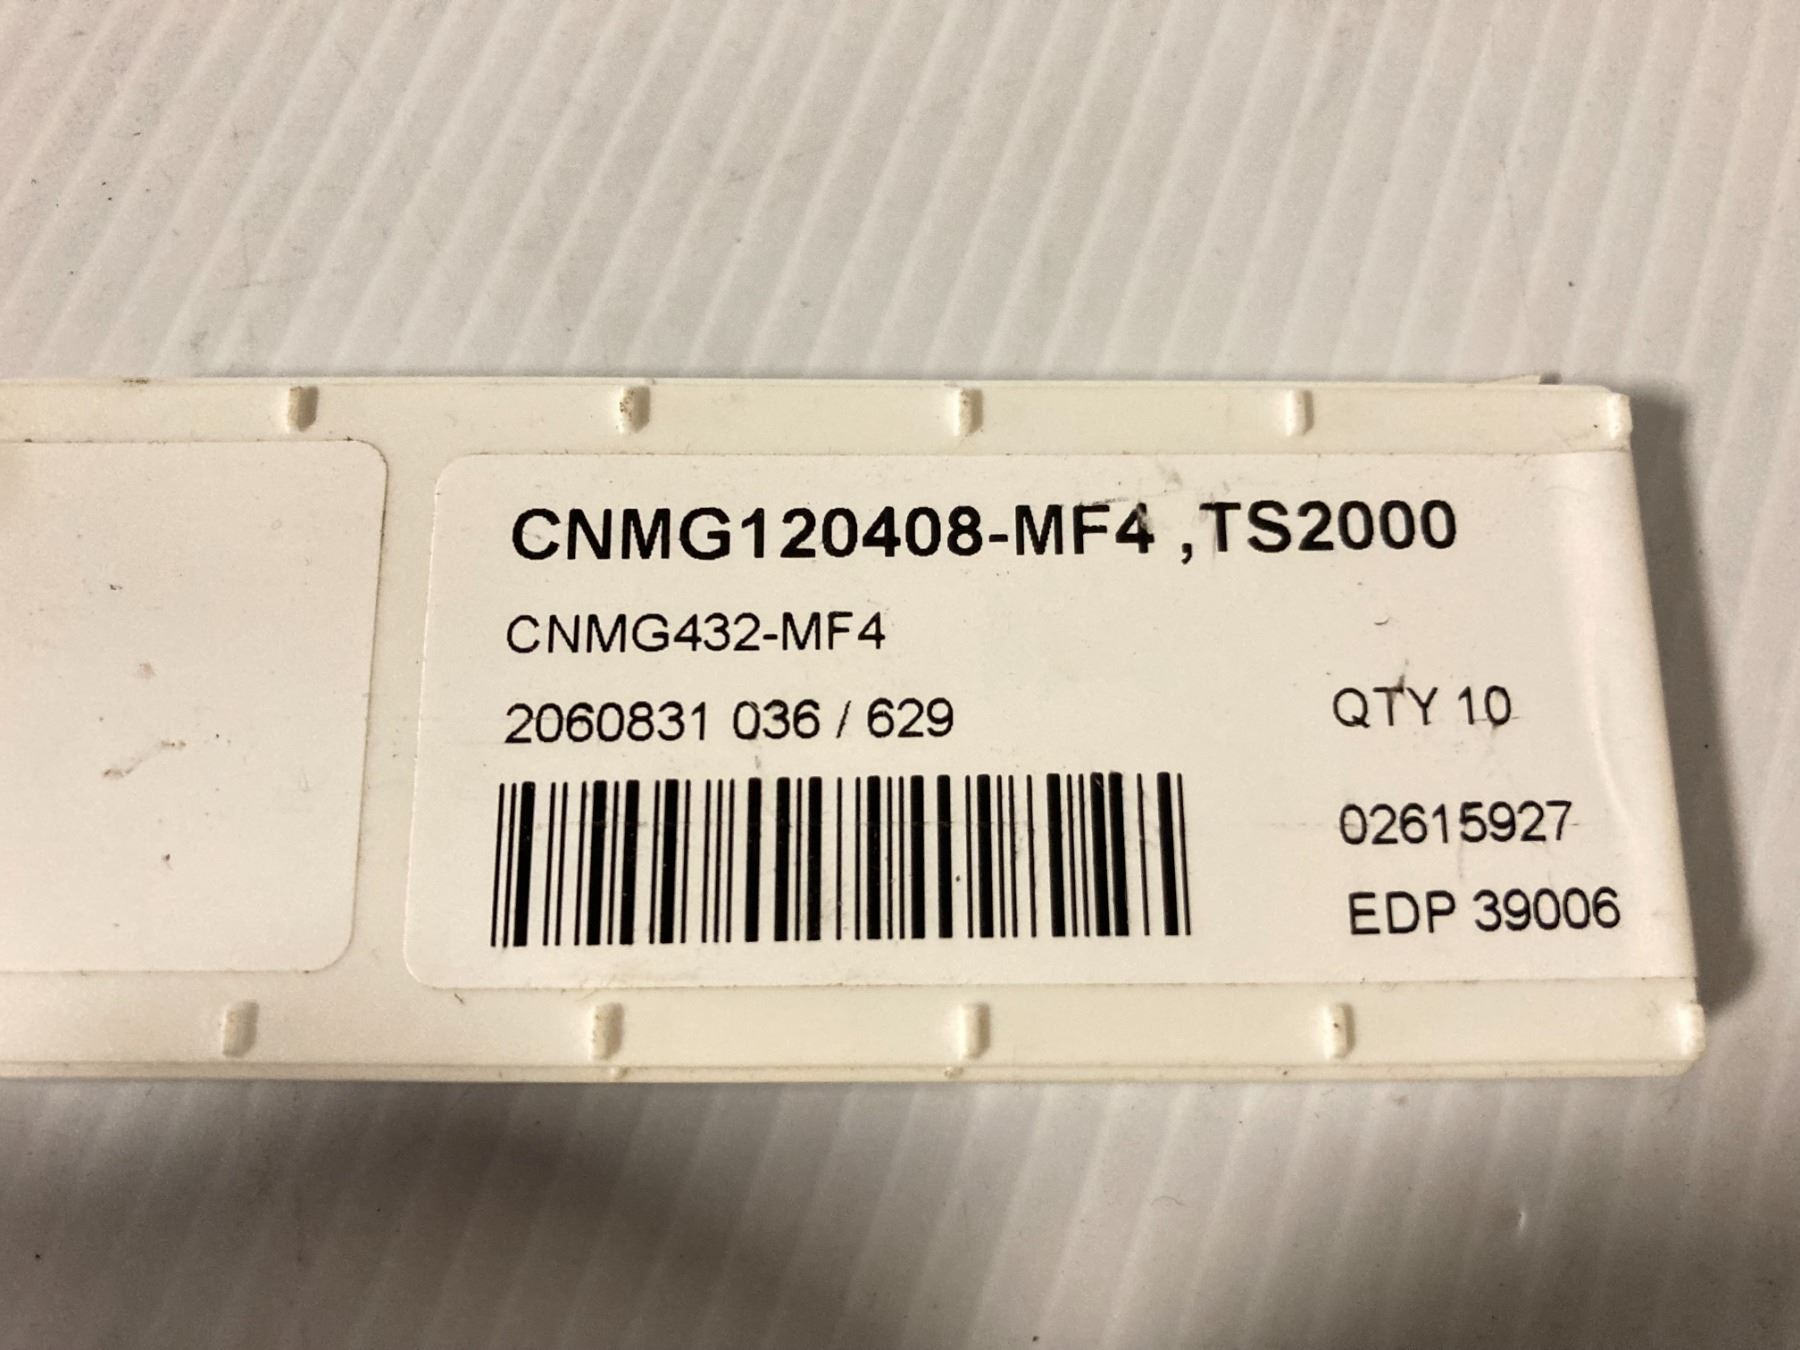 CNMG120408-MF4 ,TS2000
CNMG432-MF4
2060831 036 / 629
QTY 10
02615927
EDP 39006